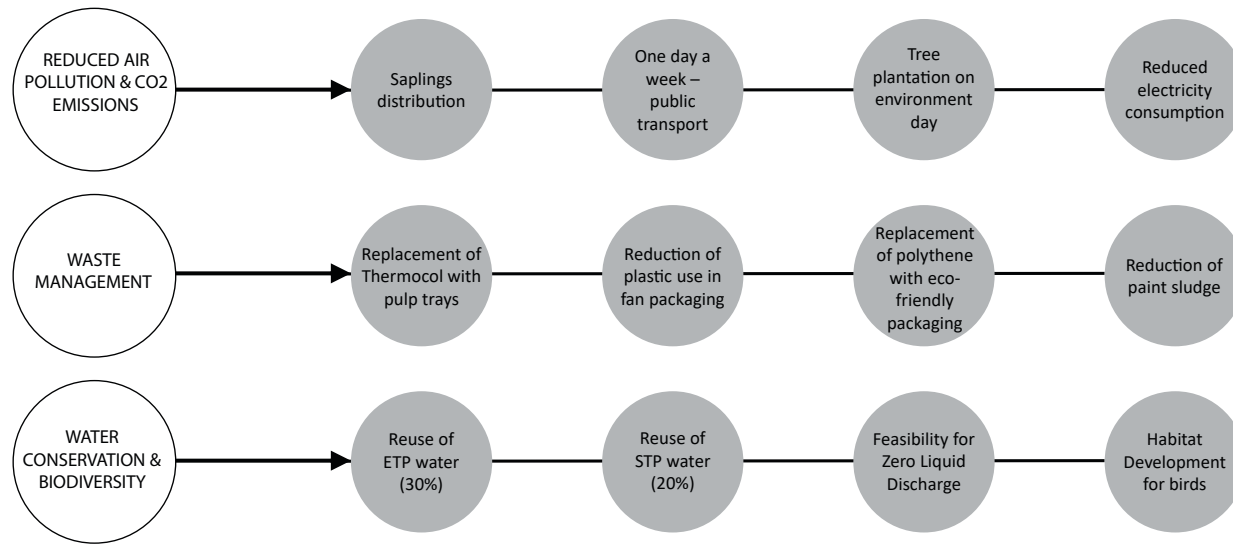 REDUCED AIR
POLLUTION & CO2
EMISSIONS
Saplings
distribution
One day a
week –
public
transport
Tree
plantation on
environment
day
Reduced
electricity
consumption
WASTE
MANAGEMENT
Replacement of
Thermocol with
pulp trays
Reduction of
plastic use in
fan packaging
Replacement
of polythene
with eco-
friendly
packaging
Reduction of
paint sludge
WATER
CONSERVATION &
BIODIVERSITY
Reuse of
ETP water
(30%)
Reuse of
STP water
(20%)
Feasibility for
Zero Liquid
Discharge
Habitat
Development
for birds